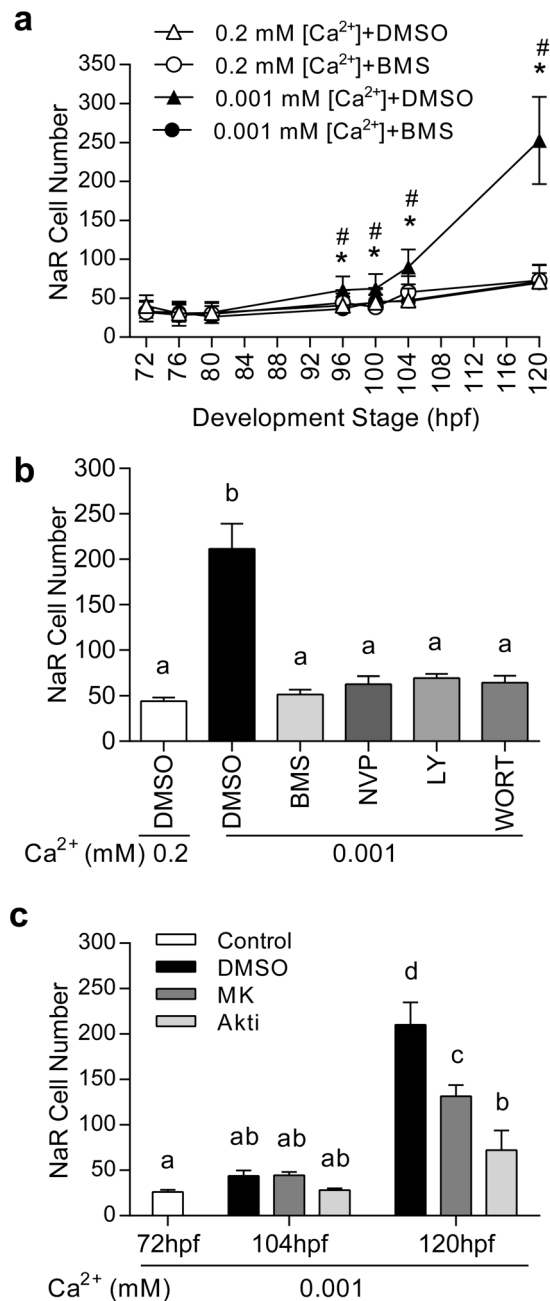 a
0.2 mM [Ca²⁺]+DMSO
0.2 mM [Ca²⁺]+BMS
0.001 mM [Ca²⁺]+DMSO
0.001 mM [Ca²⁺]+BMS
NaR Cell Number
350
300
250
200
150
100
50
0
# # # #
* * * *
72 76 80 84 88 92 96 100 104 108 112 116 120
Development Stage (hpf)
b
NaR Cell Number
300
250
200
150
100
50
0
a b a a a a
DMSO DMSO BMS NVP LY WORT
Ca²⁺ (mM) 0.2 0.001
c
Control
DMSO
MK
Akti
NaR Cell Number
300
250
200
150
100
50
0
a ab ab ab d c b
72hpf 104hpf 120hpf
Ca²⁺ (mM) 0.001